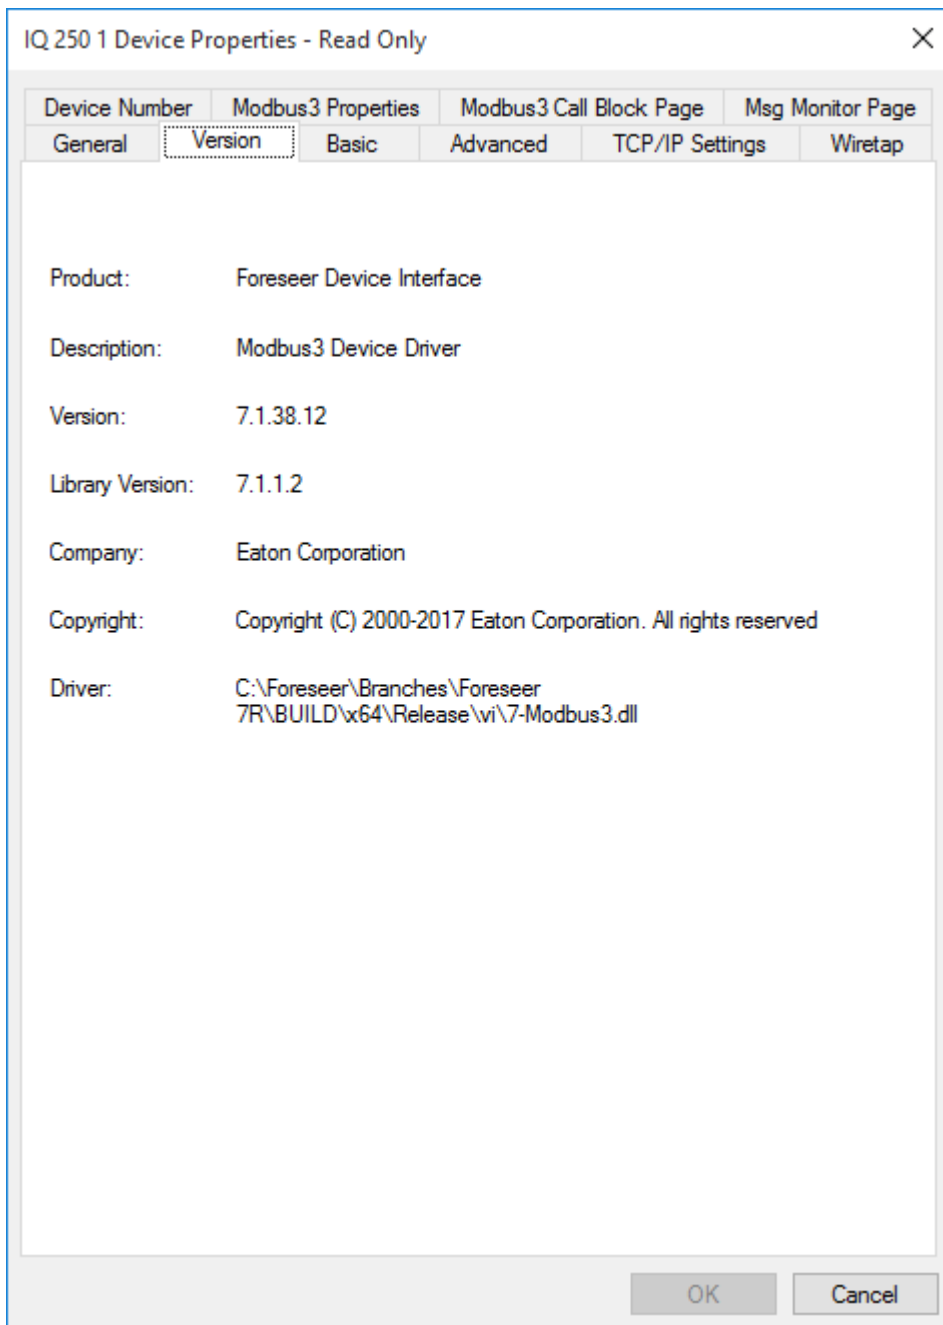 IQ 250 1 Device Properties - Read Only
Device Number Modbus3 Properties Modbus3 Call Block Page Msg Monitor Page
General Version Basic Advanced TCP/IP Settings Wiretap
Product: Foreseer Device Interface
Description: Modbus3 Device Driver
Version: 7.1.38.12
Library Version: 7.1.1.2
Company: Eaton Corporation
Copyright: Copyright (C) 2000-2017 Eaton Corporation. All rights reserved
Driver: C:\Foreseer\Branches\Foreseer
7R\BUILD\x64\Release\vi\7-Modbus3.dll
OK Cancel